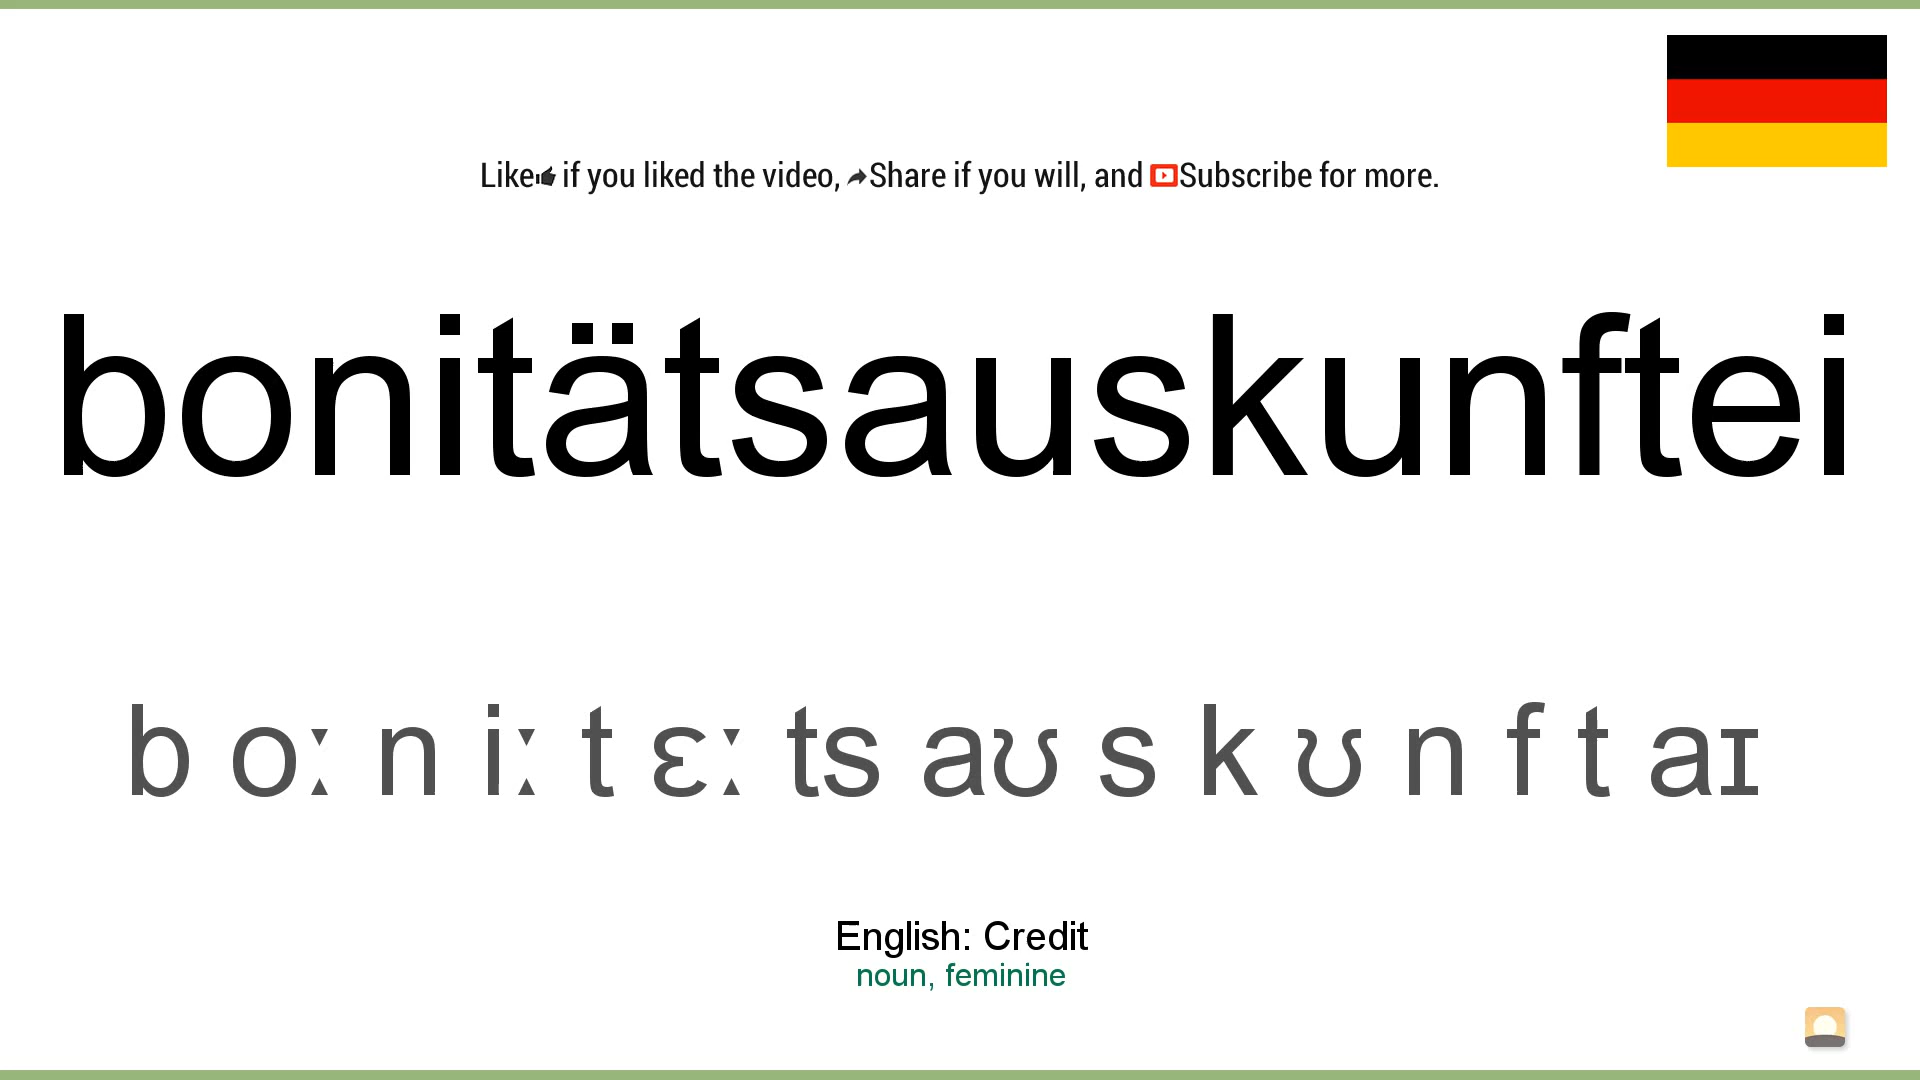 Like if you liked the video, Share if you will, and Subscribe for more.
bonitätsauskunftei
b oː n iː t ɛː ts aʊ s k ʊ n f t aɪ
English: Credit
noun, feminine